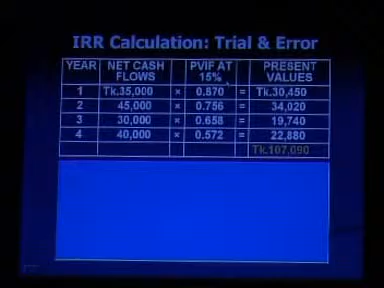 IRR Calculation: Trial & Error
YEAR NET CASH FLOWS PVIF AT 15% PRESENT VALUES
1 Tk.35,000 × 0.870 = Tk.30,450
2 45,000 × 0.756 = 34,020
3 30,000 × 0.658 = 19,740
4 40,000 × 0.572 = 22,880
Tk.107,090